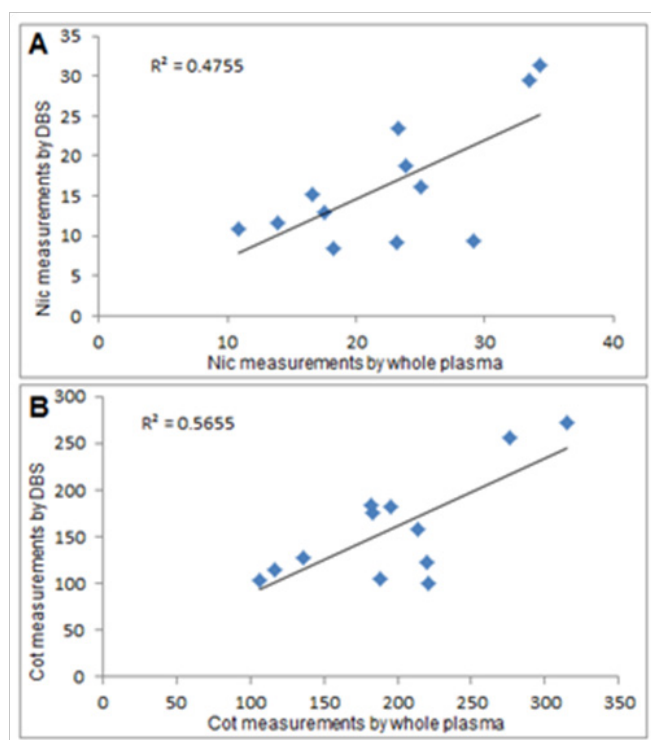 A
R² = 0.4755
Nic measurements by DBS
35
30
25
20
15
10
5
0
0 10 20 30 40
Nic measurements by whole plasma
B
R² = 0.5655
Cot measurements by DBS
300
250
200
150
100
50
0
0 50 100 150 200 250 300 350
Cot measurements by whole plasma